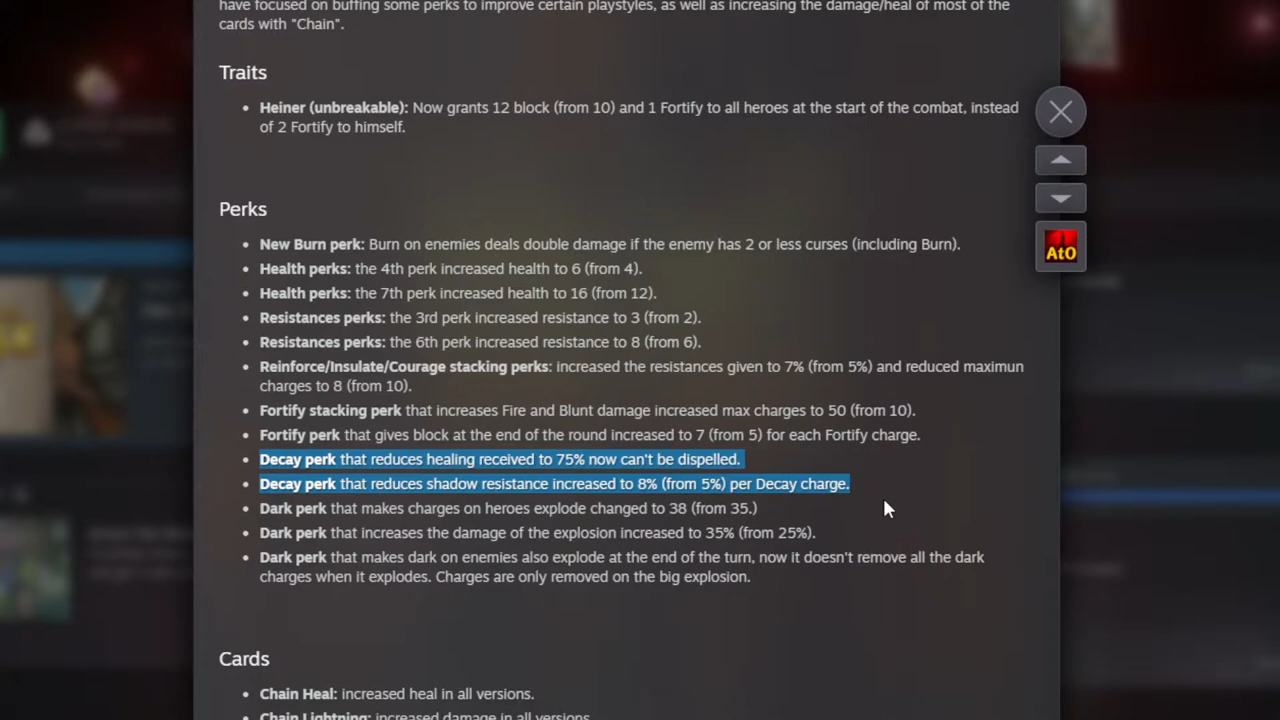 have focused on buffing some perks to improve certain playstyles, as well as increasing the damage/heal of most of the
cards with "Chain".
Traits
• Heiner (unbreakable): Now grants 12 block (from 10) and 1 Fortify to all heroes at the start of the combat, instead
of 2 Fortify to himself.
Perks
• New Burn perk: Burn on enemies deals double damage if the enemy has 2 or less curses (including Burn).
• Health perks: the 4th perk increased health to 6 (from 4).
• Health perks: the 7th perk increased health to 16 (from 12).
• Resistances perks: the 3rd perk increased resistance to 3 (from 2).
• Resistances perks: the 6th perk increased resistance to 8 (from 6).
• Reinforce/Insulate/Courage stacking perks: increased the resistances given to 7% (from 5%) and reduced maximun
charges to 8 (from 10).
• Fortify stacking perk that increases Fire and Blunt damage increased max charges to 50 (from 10).
• Fortify perk that gives block at the end of the round increased to 7 (from 5) for each Fortify charge.
• Decay perk that reduces healing received to 75% now can't be dispelled.
• Decay perk that reduces shadow resistance increased to 8% (from 5%) per Decay charge.
• Dark perk that makes charges on heroes explode changed to 38 (from 35.)
• Dark perk that increases the damage of the explosion increased to 35% (from 25%).
• Dark perk that makes dark on enemies also explode at the end of the turn, now it doesn't remove all the dark
charges when it explodes. Charges are only removed on the big explosion.
Cards
• Chain Heal: increased heal in all versions.
• Chain Lightning: increased damage in all versions.
AtO